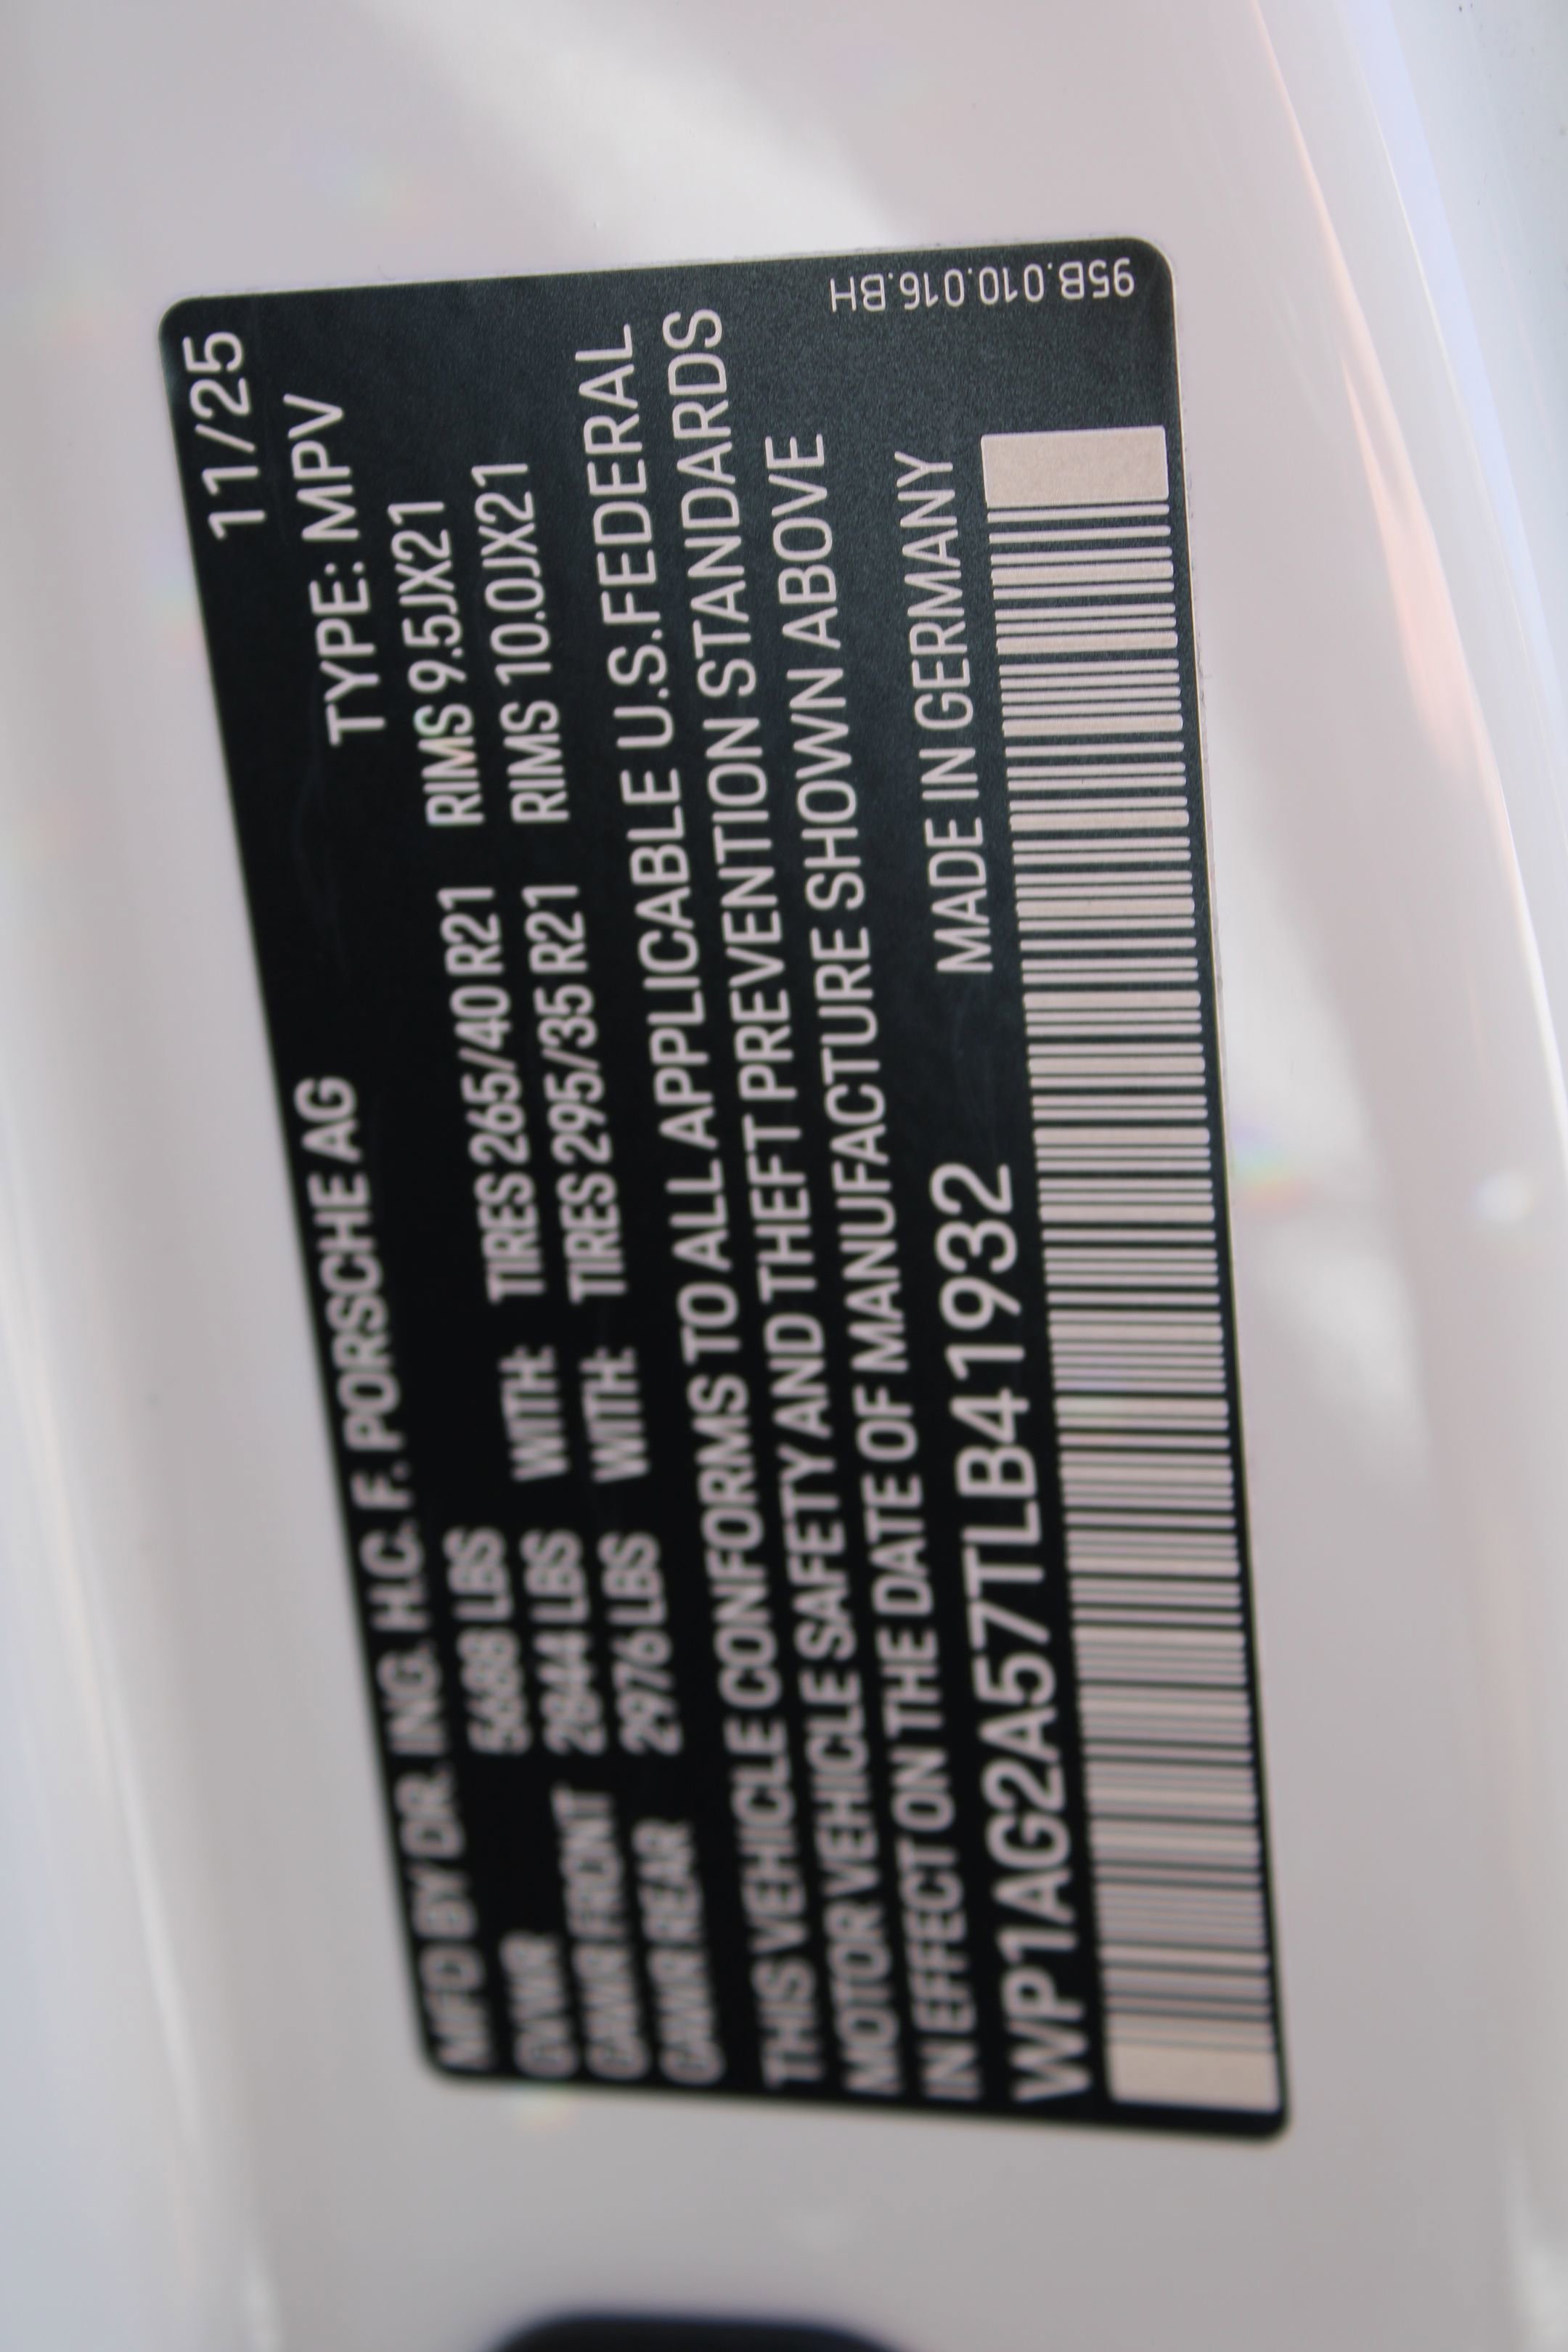 11/25
MFD BY DR. ING. H.C. F. PORSCHE AG TYPE: MPV
GVWR 5688 LBS WITH: TIRES 265/40 R21 RIMS 9.5JX21
GAWR FRONT 2844 LBS WITH: TIRES 295/35 R21 RIMS 10.0JX21
GAWR REAR 2976 LBS
THIS VEHICLE CONFORMS TO ALL APPLICABLE U.S.FEDERAL
MOTOR VEHICLE SAFETY AND THEFT PREVENTION STANDARDS
IN EFFECT ON THE DATE OF MANUFACTURE SHOWN ABOVE
WP1AG2A57TLB41932 MADE IN GERMANY
95B.010.016.BH